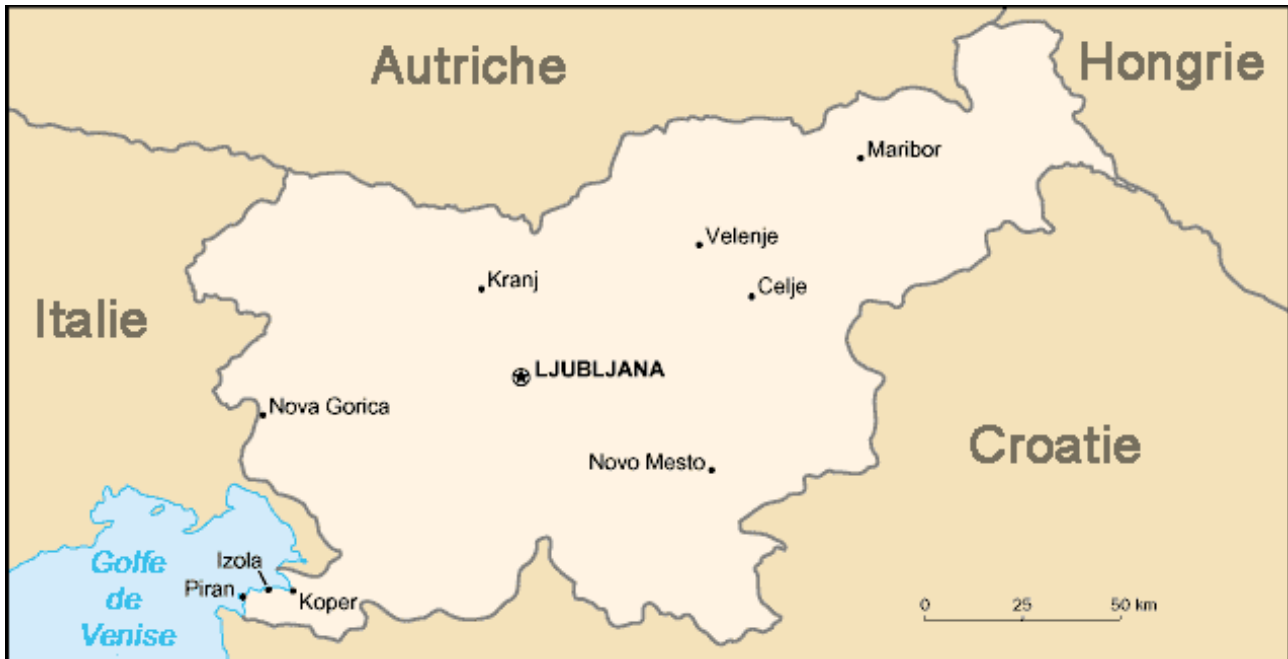 Autriche
Hongrie
Maribor
Velenje
Kranj
Celje
Italie
LJUBLJANA
Nova Gorica
Croatie
Novo Mesto
Golfe
de
Venise
Izola
Piran
Koper
0 25 50 km